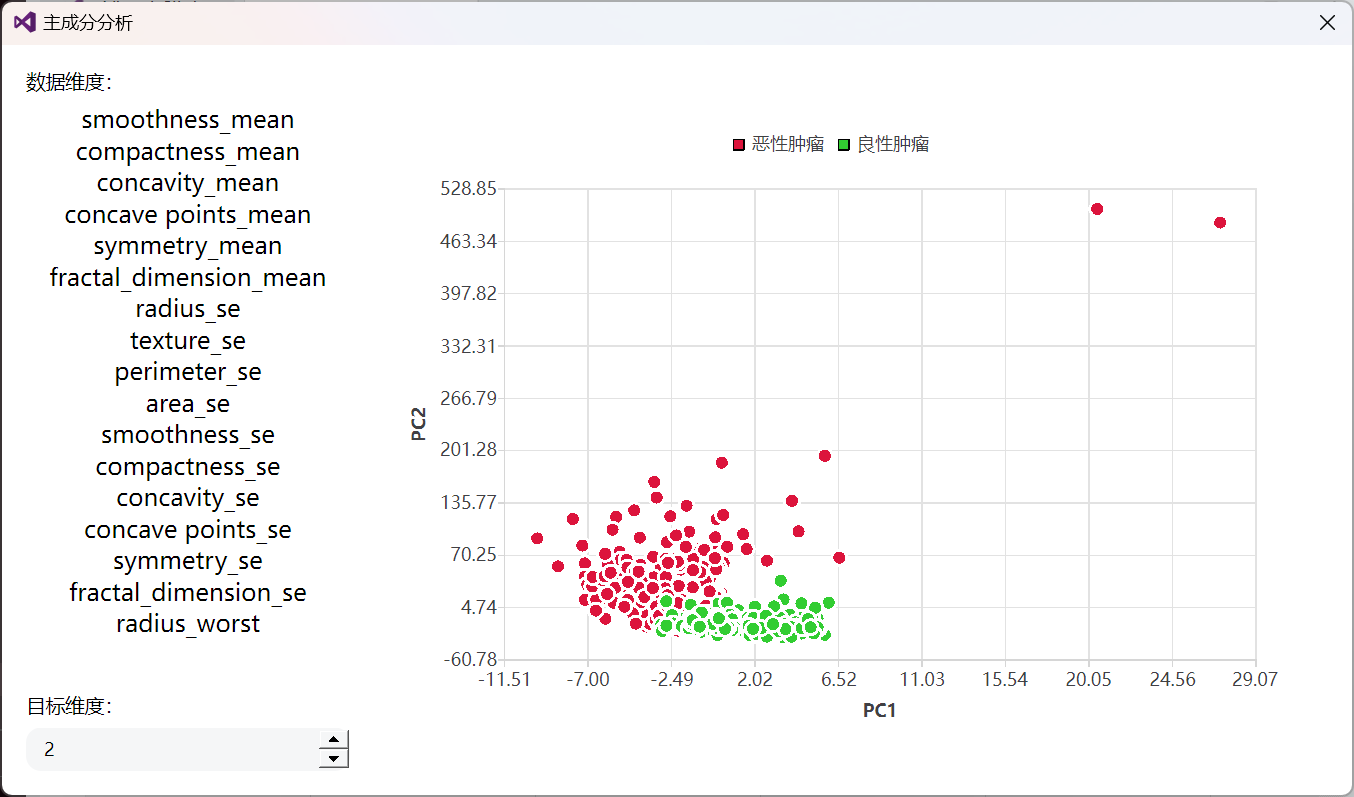 主成分分析
数据维度：
smoothness_mean
compactness_mean
concavity_mean
concave points_mean
symmetry_mean
fractal_dimension_mean
radius_se
texture_se
perimeter_se
area_se
smoothness_se
compactness_se
concavity_se
concave points_se
symmetry_se
fractal_dimension_se
radius_worst
目标维度：
2
恶性肿瘤 良性肿瘤
528.85
463.34
397.82
332.31
266.79
201.28
135.77
70.25
4.74
-60.78
PC2
-11.51 -7.00 -2.49 2.02 6.52 11.03 15.54 20.05 24.56 29.07
PC1